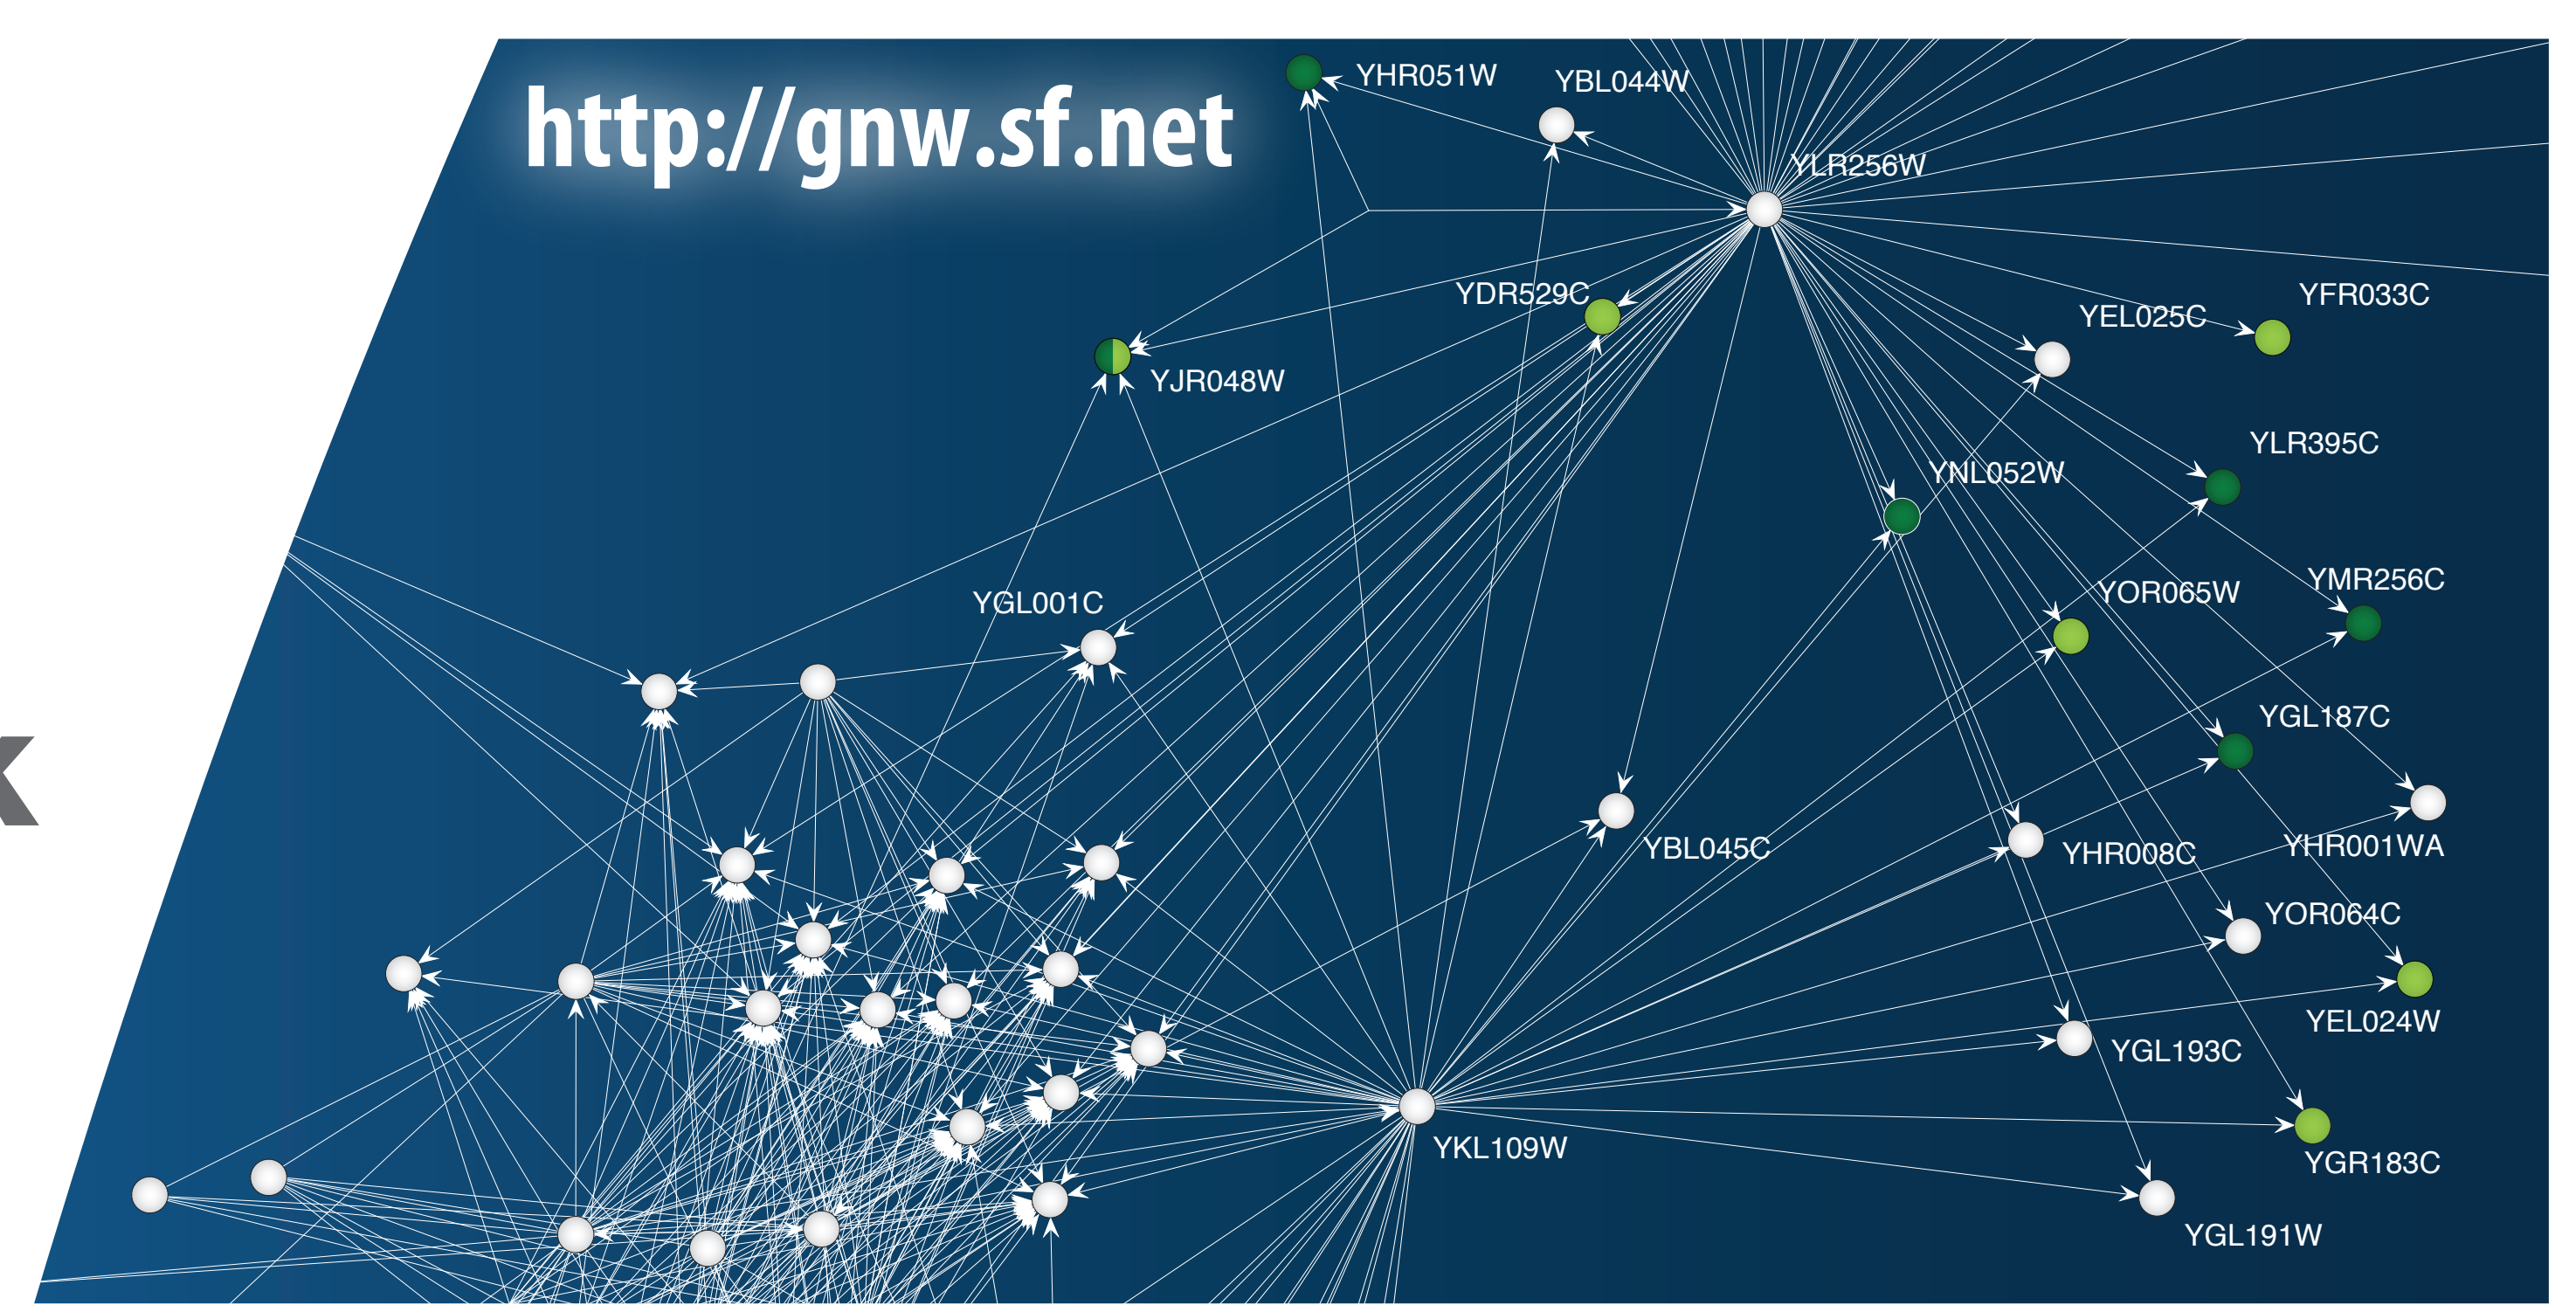 http://gnw.sf.net
YHR051W
YBL044W
YLR256W
YDR529C
YEL025C
YFR033C
YJR048W
YLR395C
YNL052W
YMR256C
YOR065W
YGL001C
YGL187C
YBL045C
YHR008C
YHR001WA
YOR064C
YEL024W
YGL193C
YKL109W
YGR183C
YGL191W